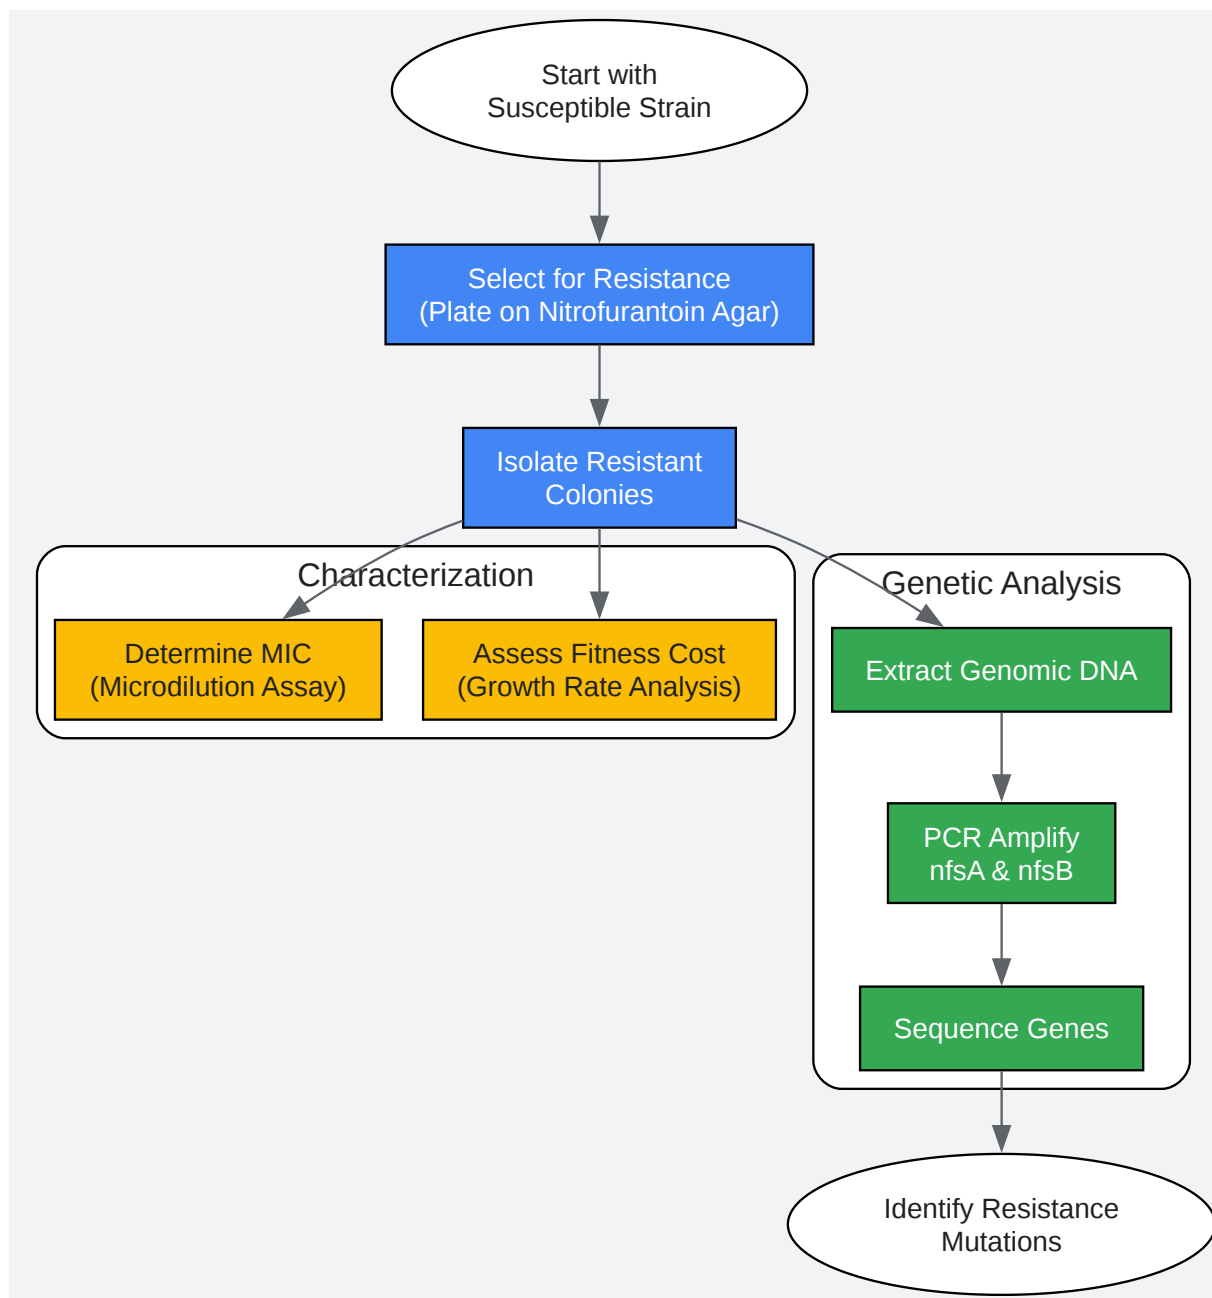 Start with
Susceptible Strain
Select for Resistance
(Plate on Nitrofurantoin Agar)
Isolate Resistant
Colonies
Characterization
Determine MIC
(Microdilution Assay)
Assess Fitness Cost
(Growth Rate Analysis)
Genetic Analysis
Extract Genomic DNA
PCR Amplify
nfsA & nfsB
Sequence Genes
Identify Resistance
Mutations